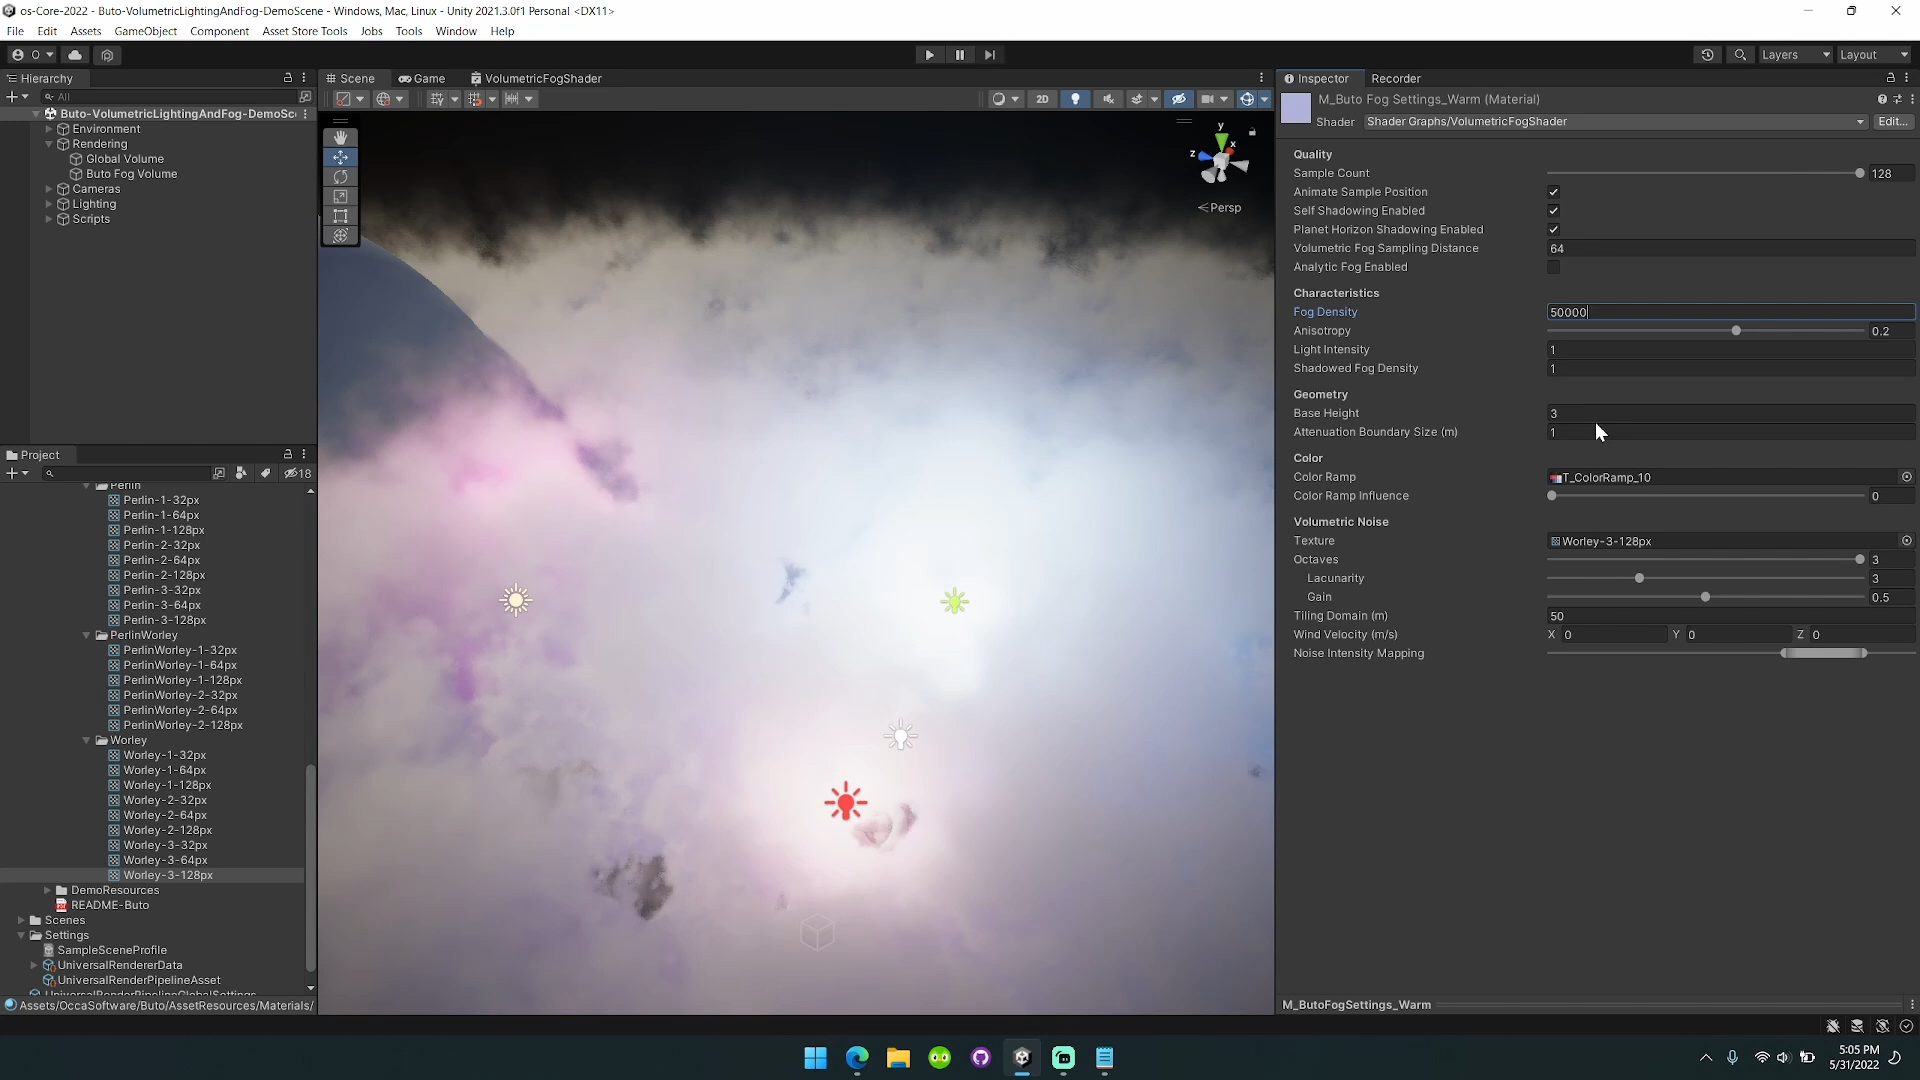 os-Core-2022 - Buto-VolumetricLightingAndFog-DemoScene - Windows, Mac, Linux - Unity 2021.3.0f1 Personal <DX11>
File Edit Assets GameObject Component Asset Store Tools Jobs Tools Window Help
O Layers Layout
Hierarchy
All
Buto-VolumetricLightingAndFog-DemoSc
Environment
Rendering
Global Volume
Buto Fog Volume
Cameras
Lighting
Scripts
Scene Game VolumetricFogShader
2D
y
x
z
Persp
Project
18
Perlin
Perlin-1-32px
Perlin-1-64px
Perlin-1-128px
Perlin-2-32px
Perlin-2-64px
Perlin-2-128px
Perlin-3-32px
Perlin-3-64px
Perlin-3-128px
PerlinWorley
PerlinWorley-1-32px
PerlinWorley-1-64px
PerlinWorley-1-128px
PerlinWorley-2-32px
PerlinWorley-2-64px
PerlinWorley-2-128px
Worley
Worley-1-32px
Worley-1-64px
Worley-1-128px
Worley-2-32px
Worley-2-64px
Worley-2-128px
Worley-3-32px
Worley-3-64px
Worley-3-128px
DemoResources
README-Buto
Scenes
Settings
SampleSceneProfile
UniversalRendererData
UniversalRenderPipelineAsset
UniversalRenderPipelineGlobalSettings
Assets/OccaSoftware/Buto/AssetResources/Materials/
Inspector Recorder
M_Buto Fog Settings_Warm (Material)
Shader Shader Graphs/VolumetricFogShader Edit...
Quality
Sample Count 128
Animate Sample Position
Self Shadowing Enabled
Planet Horizon Shadowing Enabled
Volumetric Fog Sampling Distance 64
Analytic Fog Enabled
Characteristics
Fog Density 50000
Anisotropy 0.2
Light Intensity 1
Shadowed Fog Density 1
Geometry
Base Height 3
Attenuation Boundary Size (m) 1
Color
Color Ramp T_ColorRamp_10
Color Ramp Influence 0
Volumetric Noise
Texture Worley-3-128px
Octaves 3
Lacunarity 3
Gain 0.5
Tiling Domain (m) 50
Wind Velocity (m/s) X 0 Y 0 Z 0
Noise Intensity Mapping
M_ButoFogSettings_Warm
5:05 PM
5/31/2022